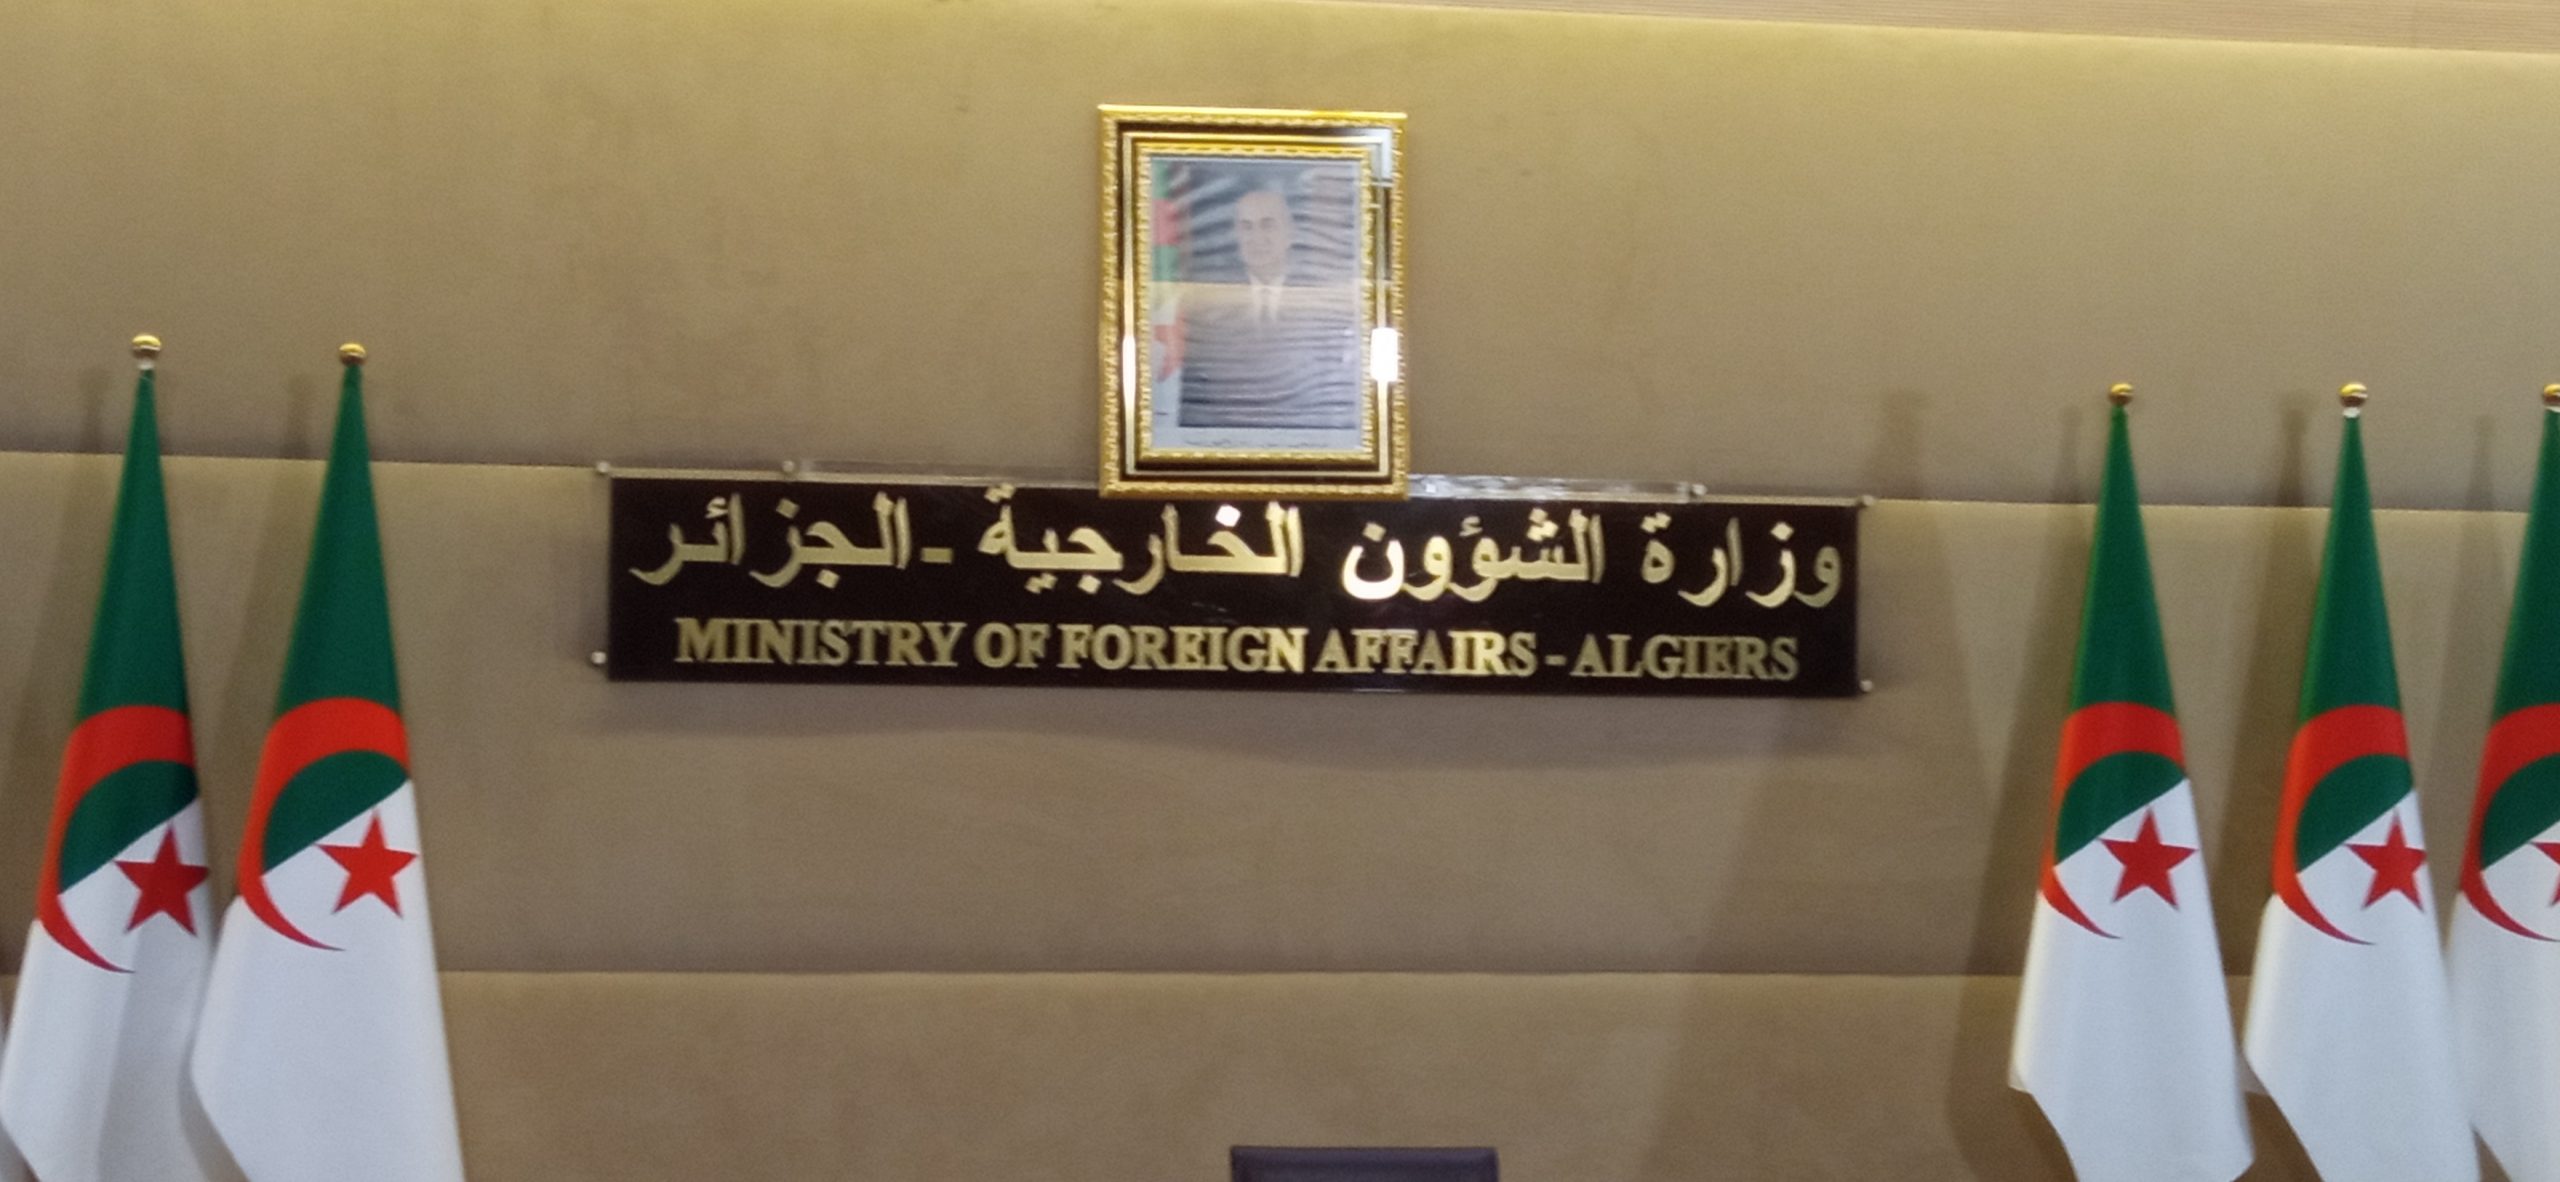 وزارة الشؤون الخارجية - الجزائر
MINISTRY OF FOREIGN AFFAIRS - ALGIERS